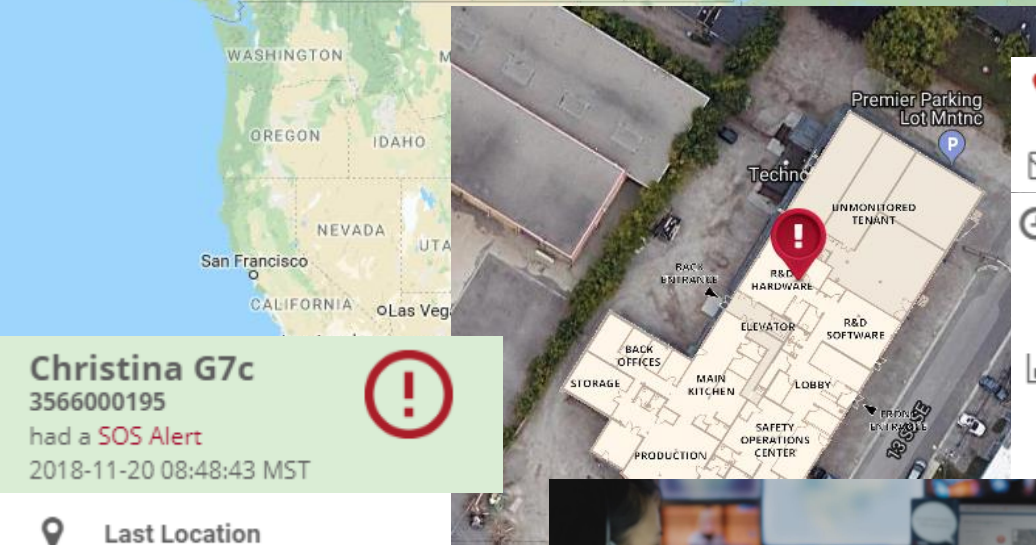 WASHINGTON
M
OREGON
IDAHO
NEVADA
UTA
San Francisco
CALIFORNIA
Las Veg
Premier Parking
Lot Mntnc
P
Techno
UNMONITORED
TENANT
!
BACK
ENTRANCE
R&D
HARDWARE
ELEVATOR
R&D
SOFTWARE
BACK
OFFICES
STORAGE
MAIN
KITCHEN
LOBBY
FRONT
ENTRANCE
13 St SE
SAFETY
OPERATIONS
CENTER
PRODUCTION
Christina G7c
3566000195
had a SOS Alert
2018-11-20 08:48:43 MST
!
Last Location